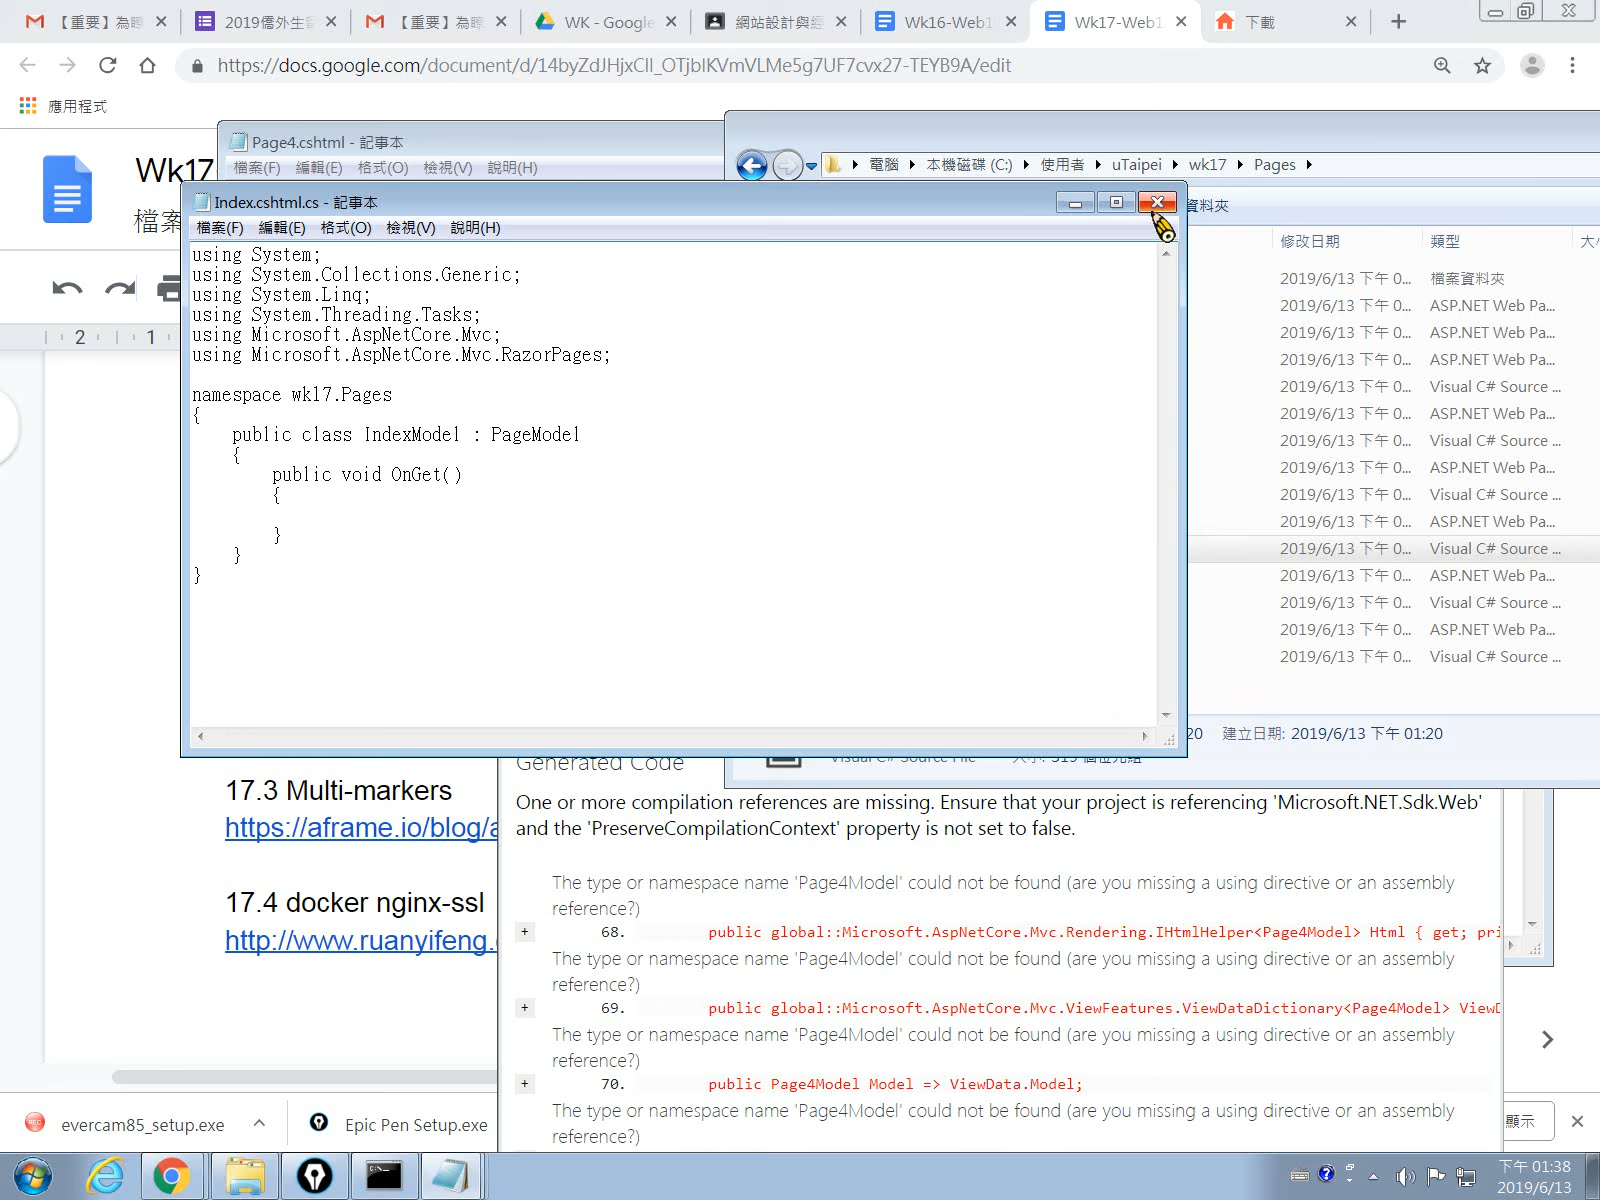 【重要】為瞭
2019僑外生
【重要】為瞭
WK - Google
網站設計與經
Wk16-Web1
Wk17-Web1
下載
https://docs.google.com/document/d/14byZdJHjxCll_OTjblKVmVLMe5g7UF7cvx27-TEYB9A/edit
應用程式
Page4.cshtml - 記事本
檔案(F) 編輯(E) 格式(O) 檢視(V) 說明(H)
電腦 本機磁碟 (C:) 使用者 uTaipei wk17 Pages
Wk17
檔案
Index.cshtml.cs - 記事本
檔案(F) 編輯(E) 格式(O) 檢視(V) 說明(H)
資料夾
修改日期 類型
using System;
using System.Collections.Generic;
using System.Linq;
using System.Threading.Tasks;
using Microsoft.AspNetCore.Mvc;
using Microsoft.AspNetCore.Mvc.RazorPages;
namespace wk17.Pages
{
public class IndexModel : PageModel
{
public void OnGet()
{
}
}
}
2019/6/13 下午 0... 檔案資料夾
2019/6/13 下午 0... ASP.NET Web Pa...
2019/6/13 下午 0... ASP.NET Web Pa...
2019/6/13 下午 0... ASP.NET Web Pa...
2019/6/13 下午 0... Visual C# Source ...
2019/6/13 下午 0... ASP.NET Web Pa...
2019/6/13 下午 0... Visual C# Source ...
2019/6/13 下午 0... ASP.NET Web Pa...
2019/6/13 下午 0... Visual C# Source ...
2019/6/13 下午 0... ASP.NET Web Pa...
2019/6/13 下午 0... Visual C# Source ...
2019/6/13 下午 0... ASP.NET Web Pa...
2019/6/13 下午 0... Visual C# Source ...
2019/6/13 下午 0... ASP.NET Web Pa...
2019/6/13 下午 0... Visual C# Source ...
20 建立日期: 2019/6/13 下午 01:20
2 1
17.3 Multi-markers
https://aframe.io/blog/a
17.4 docker nginx-ssl
http://www.ruanyifeng.
Generated Code
One or more compilation references are missing. Ensure that your project is referencing 'Microsoft.NET.Sdk.Web'
and the 'PreserveCompilationContext' property is not set to false.
The type or namespace name 'Page4Model' could not be found (are you missing a using directive or an assembly
reference?)
+ 68. public global::Microsoft.AspNetCore.Mvc.Rendering.IHtmlHelper<Page4Model> Html { get; pri
The type or namespace name 'Page4Model' could not be found (are you missing a using directive or an assembly
reference?)
+ 69. public global::Microsoft.AspNetCore.Mvc.ViewFeatures.ViewDataDictionary<Page4Model> ViewD
The type or namespace name 'Page4Model' could not be found (are you missing a using directive or an assembly
reference?)
+ 70. public Page4Model Model => ViewData.Model;
The type or namespace name 'Page4Model' could not be found (are you missing a using directive or an assembly
reference?)
evercam85_setup.exe
Epic Pen Setup.exe
顯示
下午 01:38
2019/6/13